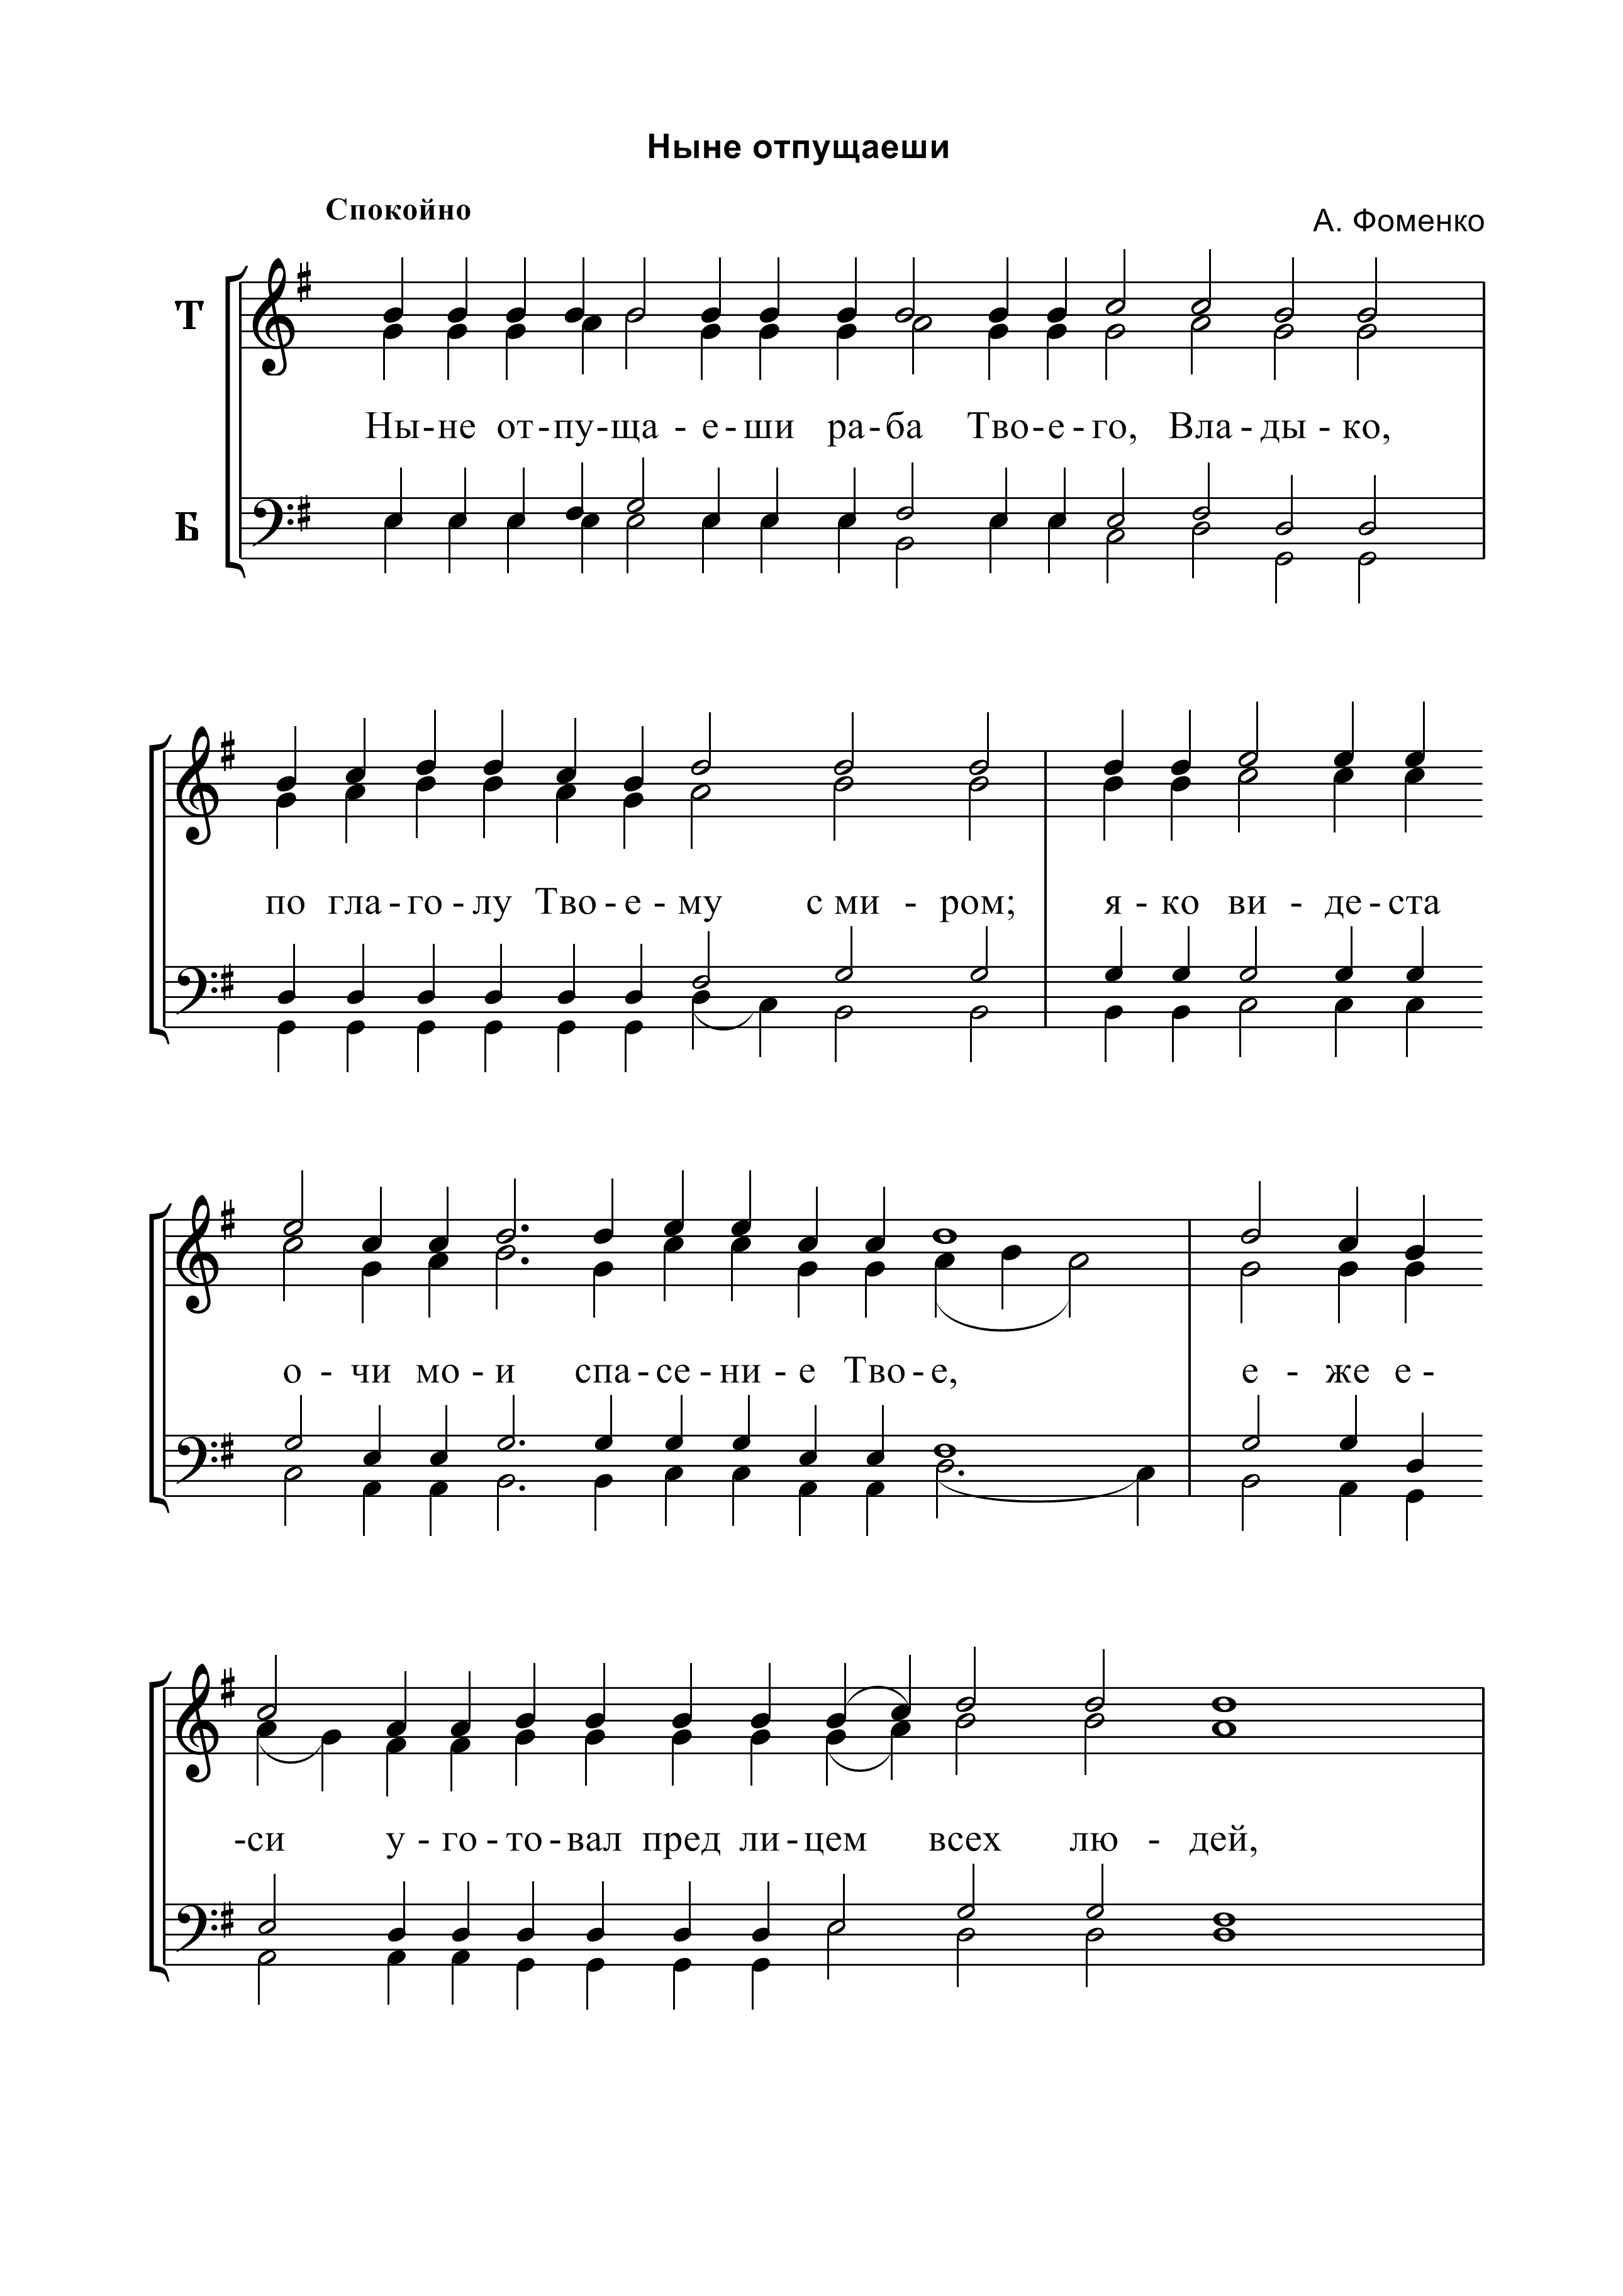 Ныне отпущаеши
Спокойно
А. Фоменко
Т
Ны-не от-пу-ща - е-ши ра-ба Тво-е-го, Вла-ды-ко,
Б
по гла-го-лу Тво-е-му с ми - ром; я - ко ви - де-ста
о - чи мо - и спа-се-ни-е Тво-е, е - же е -
-си у-го-то-вал пред ли-цем всех лю - дей,